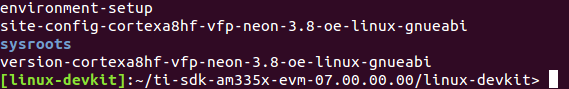 environment-setup
site-config-cortexa8hf-vfp-neon-3.8-oe-linux-gnueabi
sysroots
version-cortexa8hf-vfp-neon-3.8-oe-linux-gnueabi
[linux-devkit]:~/ti-sdk-am335x-evm-07.00.00.00/linux-devkit>